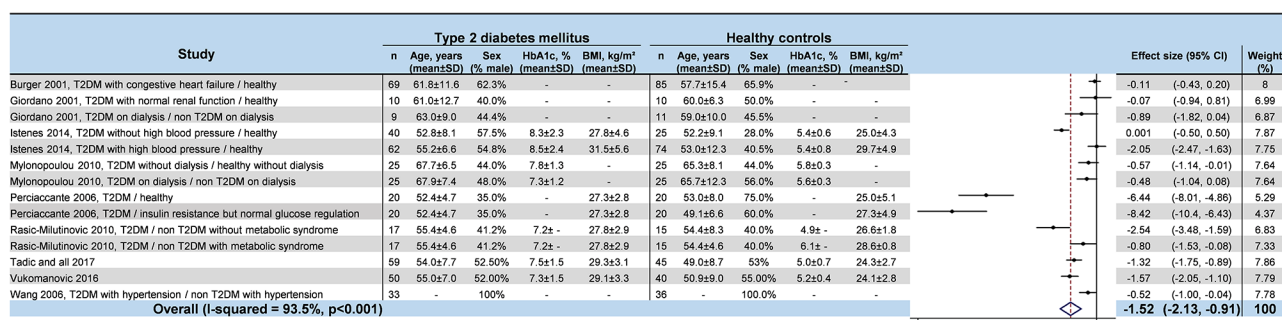 Type 2 diabetes mellitus Healthy controls
Study n Age, years (mean±SD) Sex (% male) HbA1c, % (mean±SD) BMI, kg/m² (mean±SD) n Age, years (mean±SD) Sex (% male) HbA1c, % (mean±SD) BMI, kg/m² (mean±SD) Effect size (95% CI) Weight (%)
Burger 2001, T2DM with congestive heart failure / healthy 69 61.8±11.6 62.3% - - 85 57.7±15.4 65.9% - - -0.11 (-0.43, 0.20) 8
Giordano 2001, T2DM with normal renal function / healthy 10 61.0±12.7 40.0% - - 10 60.0±6.3 50.0% - - -0.07 (-0.94, 0.81) 6.99
Giordano 2001, T2DM on dialysis / non T2DM on dialysis 9 63.0±9.0 44.4% - - 11 59.0±10.0 45.5% - - -0.89 (-1.82, 0.04) 6.87
Istenes 2014, T2DM without high blood pressure / healthy 40 52.8±8.1 57.5% 8.3±2.3 27.8±4.6 25 52.2±9.1 28.0% 5.4±0.6 25.0±4.3 0.001 (-0.50, 0.50) 7.87
Istenes 2014, T2DM with high blood pressure / healthy 62 55.2±6.6 54.8% 8.5±2.4 31.5±5.6 74 53.0±12.3 40.5% 5.4±0.8 29.7±4.9 -2.05 (-2.47, -1.63) 7.75
Mylonopoulou 2010, T2DM without dialysis / healthy without dialysis 25 67.7±6.5 44.0% 7.8±1.3 - 25 65.3±8.1 44.0% 5.8±0.3 - -0.57 (-1.14, -0.01) 7.64
Mylonopoulou 2010, T2DM on dialysis / non T2DM on dialysis 25 67.9±7.4 48.0% 7.3±1.2 - 25 65.7±12.3 56.0% 5.6±0.3 - -0.48 (-1.04, 0.08) 7.64
Perciaccante 2006, T2DM / healthy 20 52.4±4.7 35.0% - 27.3±2.8 20 53.0±8.0 75.0% - 25.0±5.1 -6.44 (-8.01, -4.86) 5.29
Perciaccante 2006, T2DM / insulin resistance but normal glucose regulation 20 52.4±4.7 35.0% - 27.3±2.8 20 49.1±6.6 60.0% - 27.3±4.9 -8.42 (-10.4, -6.43) 4.37
Rasic-Milutinovic 2010, T2DM / non T2DM without metabolic syndrome 17 55.4±4.6 41.2% 7.2± - 27.8±2.9 15 54.4±8.3 40.0% 4.9± - 26.6±1.8 -2.54 (-3.48, -1.59) 6.83
Rasic-Milutinovic 2010, T2DM / non T2DM with metabolic syndrome 17 55.4±4.6 41.2% 7.2± - 27.8±2.9 15 54.4±4.6 40.0% 6.1± - 28.6±0.8 -0.80 (-1.53, -0.08) 7.33
Tadic and all 2017 59 54.0±7.7 52.50% 7.5±1.5 29.3±3.1 45 49.0±8.7 53% 5.0±0.7 24.3±2.7 -1.32 (-1.75, -0.89) 7.86
Vukomanovic 2016 50 55.0±7.0 52.00% 7.3±1.5 29.1±3.3 40 50.9±9.0 55.00% 5.2±0.4 24.1±2.8 -1.57 (-2.05, -1.10) 7.79
Wang 2006, T2DM with hypertension / non T2DM with hypertension 33 - 100% - - 36 - 100.0% - - -0.52 (-1.00, -0.04) 7.78
Overall (I-squared = 93.5%, p<0.001) -1.52 (-2.13, -0.91) 100